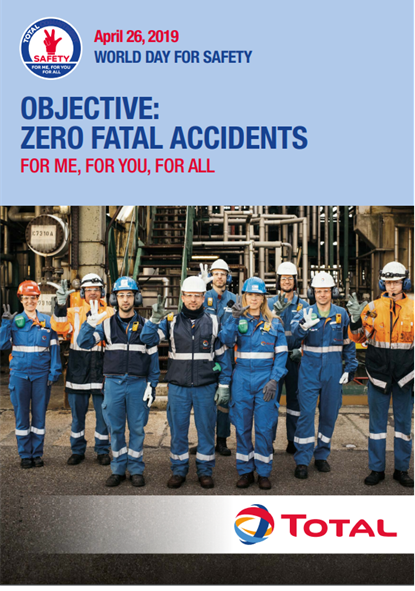 TOTAL
SAFETY
FOR ME, FOR YOU
FOR ALL
April 26, 2019
WORLD DAY FOR SAFETY
OBJECTIVE:
ZERO FATAL ACCIDENTS
FOR ME, FOR YOU, FOR ALL
TOTAL